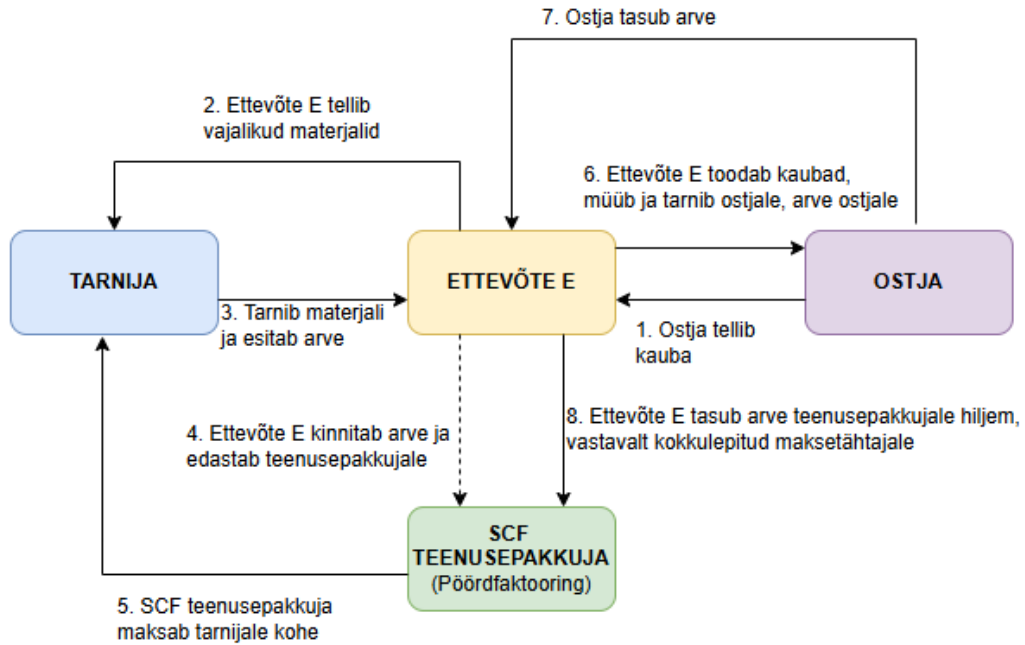 7. Ostja tasub arve
2. Ettevõte E tellib
vajalikud materjalid
6. Ettevõte E toodab kaubad,
müüb ja tarnib ostjale, arve ostjale
TARNIJA
ETTEVÕTE E
OSTJA
3. Tarnib materjali
ja esitab arve
1. Ostja tellib
kauba
4. Ettevõte E kinnitab arve ja
edastab teenusepakkujale
8. Ettevõte E tasub arve teenusepakkujale hiljem,
vastavalt kokkulepitud maksetähtajale
SCF
TEENUSEPAKKUJA
(Pöördfaktooring)
5. SCF teenusepakkuja
maksab tarnijale kohe